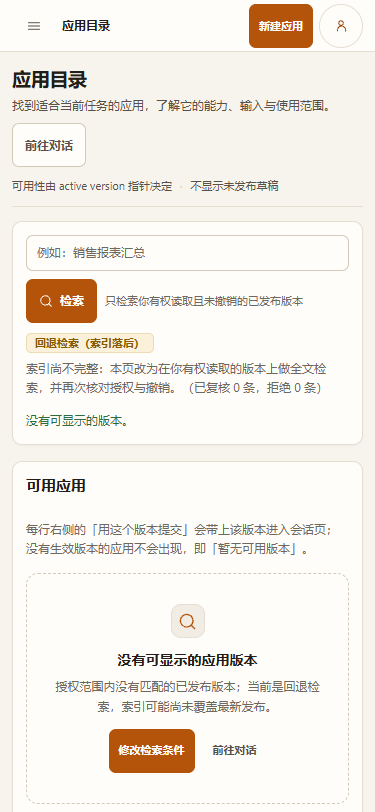 应用目录
新建应用
应用目录
找到适合当前任务的应用，了解它的能力、输入与使用范围。
前往对话
可用性由 active version 指针决定 · 不显示未发布草稿
例如：销售报表汇总
检索 只检索你有权读取且未撤销的已发布版本
回退检索（索引落后）
索引尚不完整：本页改为在你有权读取的版本上做全文检
索，并再次核对授权与撤销。（已复核 0 条，拒绝 0 条）
没有可显示的版本。
可用应用
每行右侧的「用这个版本提交」会带上该版本进入会话页；
没有生效版本的应用不会出现，即「暂无可用版本」。
没有可显示的应用版本
授权范围内没有匹配的已发布版本；当前是回退检
索，索引可能尚未覆盖最新发布。
修改检索条件 前往对话